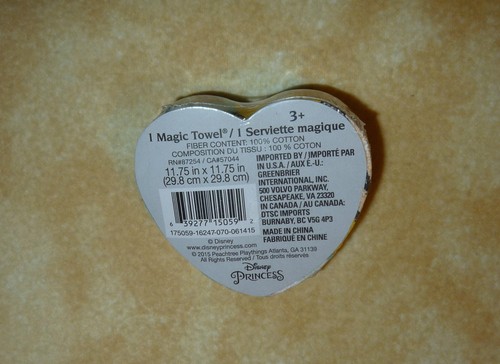 3+
1 Magic Towel® / 1 Serviette magique
FIBER CONTENT: 100% COTTON
COMPOSITION DU TISSU : 100 % COTON
RN#87254 / CA#57044
11.75 in x 11.75 in
(29.8 cm x 29.8 cm)
6 39277 15059 2
175059-16247-070-061415
IMPORTED BY / IMPORTÉ PAR
IN U.S.A. / AUX É.-U.:
GREENBRIER
INTERNATIONAL, INC.
500 VOLVO PARKWAY,
CHESAPEAKE, VA 23320
IN CANADA / AU CANADA:
DTSC IMPORTS
BURNABY, BC V5G 4P3
MADE IN CHINA
FABRIQUÉ EN CHINE
© Disney
www.disneyprincess.com
© 2015 Peachtree Playthings Atlanta, GA 31136
All Rights Reserved / Tous droits réservés
Disney
PRINCESS